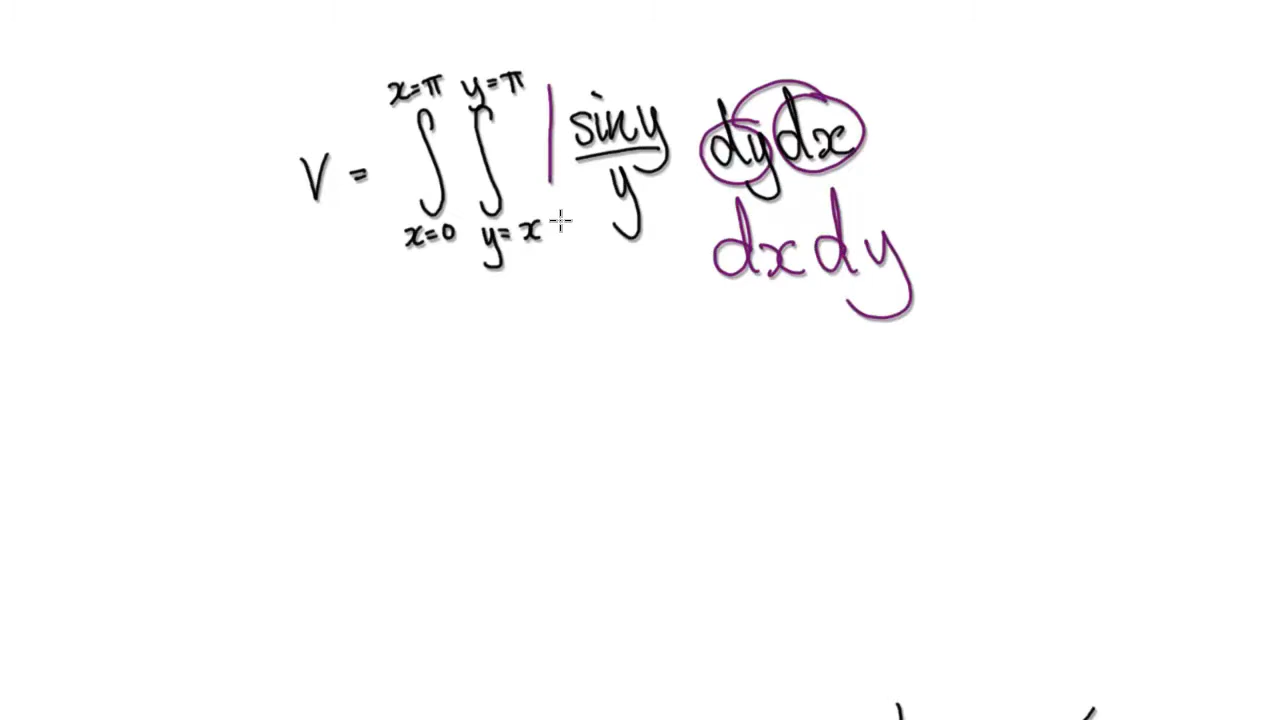 x=π y=π
V = ∫∫ | sin y / y dy dx
x=0 y=x
dx dy